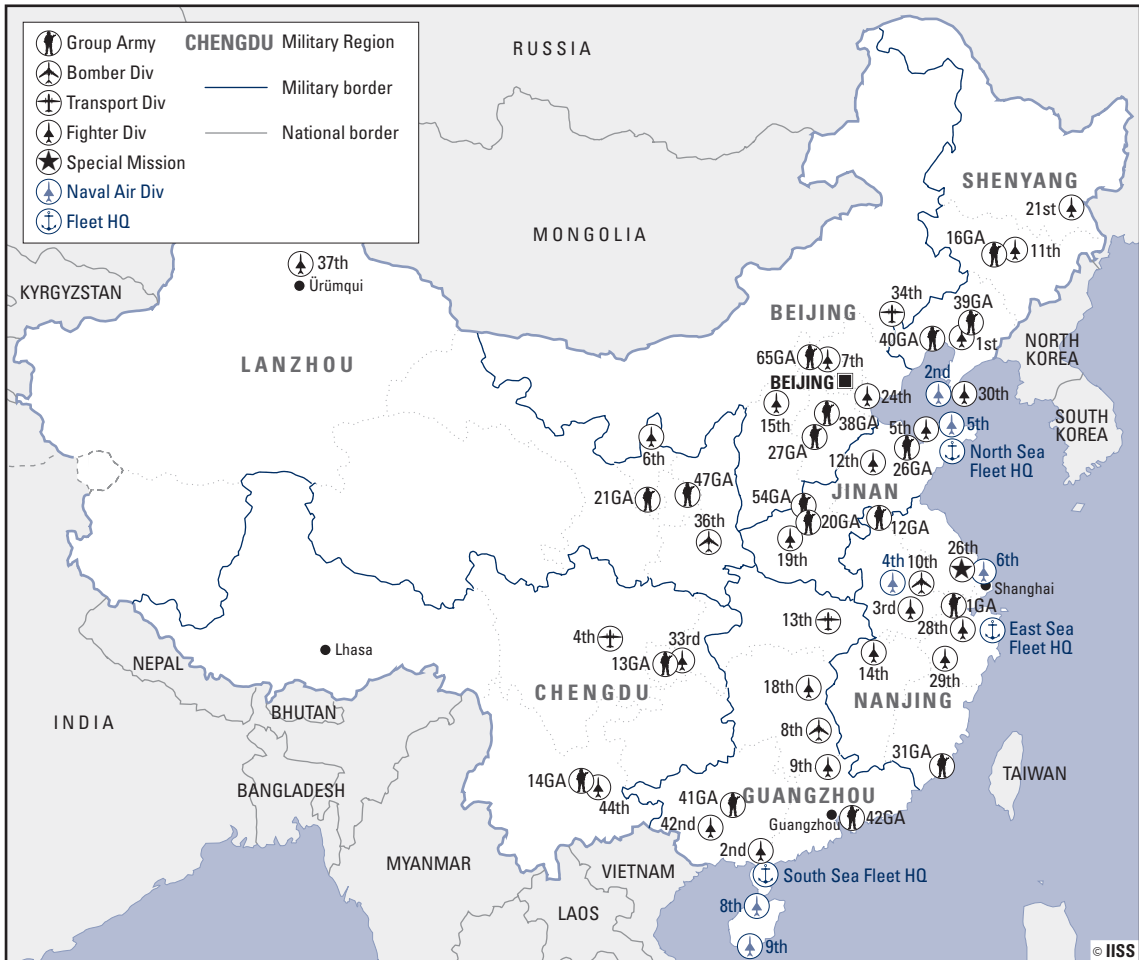 Group Army
Bomber Div
Transport Div
Fighter Div
Special Mission
Naval Air Div
Fleet HQ
CHENGDU Military Region
Military border
National border
RUSSIA
MONGOLIA
KYRGYZSTAN
37th
Ürümqui
LANZHOU
SHENYANG
21st
16GA
11th
34th
39GA
40GA
1st
BEIJING
65GA
7th
BEIJING
NORTH
KOREA
SOUTH
KOREA
2nd
30th
24th
15th
38GA
27GA
5th
5th
26GA
North Sea
Fleet HQ
12th
JINAN
6th
21GA
47GA
36th
54GA
20GA
19th
12GA
26th
6th
4th
10th
Shanghai
3rd
1GA
28th
East Sea
Fleet HQ
13th
14th
29th
NANJING
4th
33rd
13GA
CHENGDU
18th
8th
9th
31GA
TAIWAN
Lhasa
NEPAL
INDIA
BHUTAN
BANGLADESH
MYANMAR
14GA
44th
41GA
42nd
GUANGZHOU
Guangzhou
42GA
2nd
South Sea Fleet HQ
VIETNAM
LAOS
8th
9th
© IISS